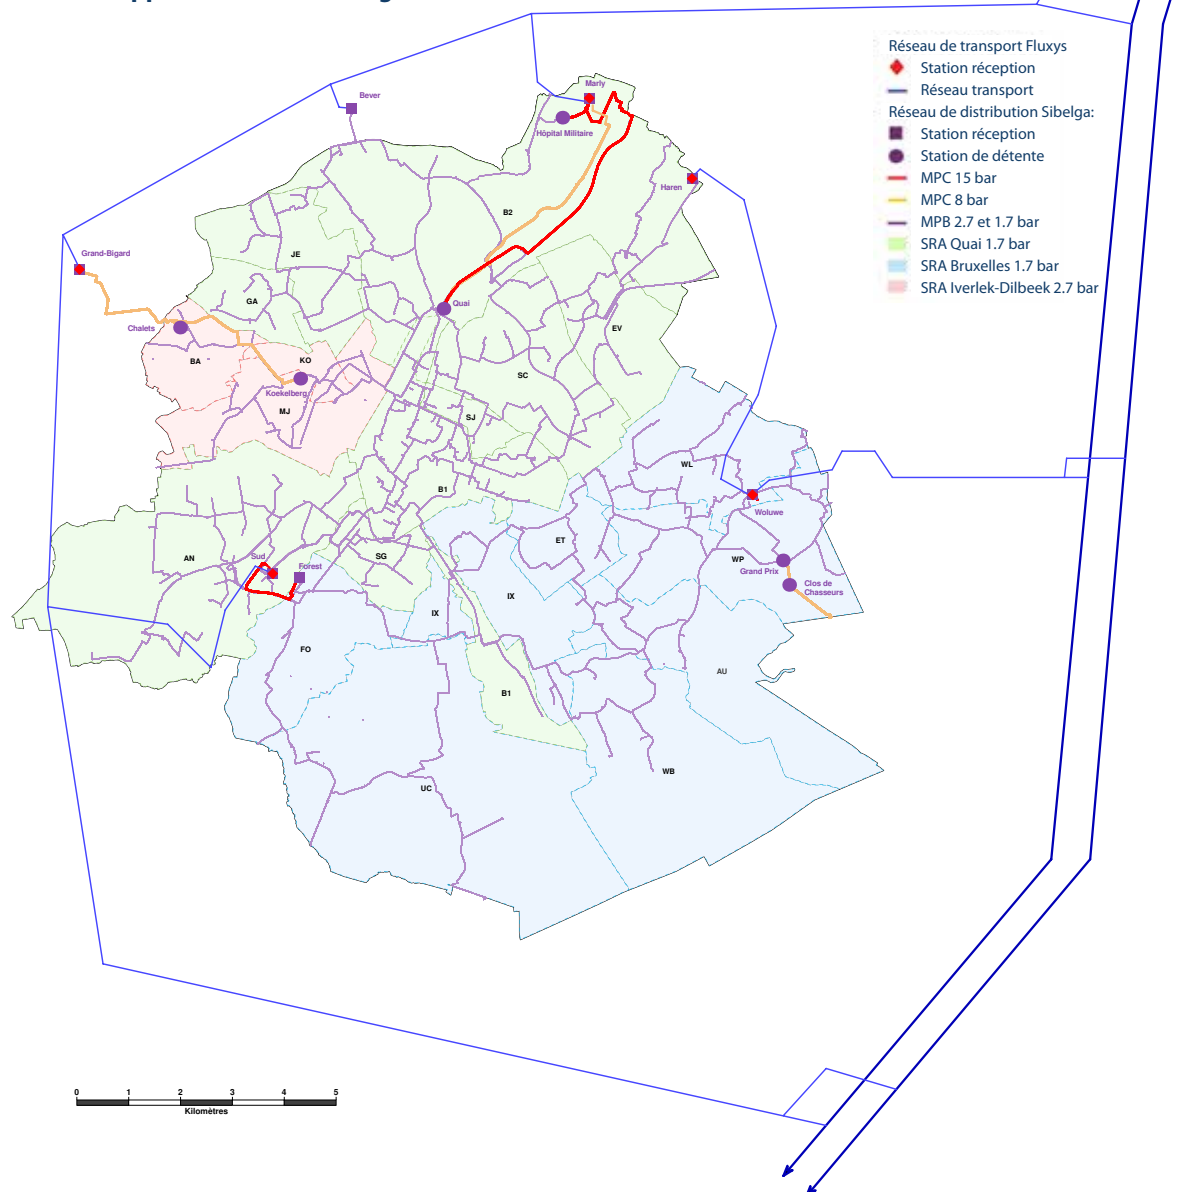 Réseau de transport Fluxys
Station réception
Réseau transport
Réseau de distribution Sibelga:
Station réception
Station de détente
MPC 15 bar
MPC 8 bar
MPB 2.7 et 1.7 bar
SRA Quai 1.7 bar
SRA Bruxelles 1.7 bar
SRA Iverlek-Dilbeek 2.7 bar
Marly
Bever
Hôpital Militaire
Haren
B2
Grand-Bigard
JE
GA
Quai
Chalets
EV
BA
KO
SC
Koekelberg
MJ
SJ
WL
B1
Woluwe
ET
AN
Sud
SG
WP
Forest
Grand Prix
Clos de
Chasseurs
IX
IX
FO
AU
B1
WB
UC
0 1 2 3 4 5
Kilomètres